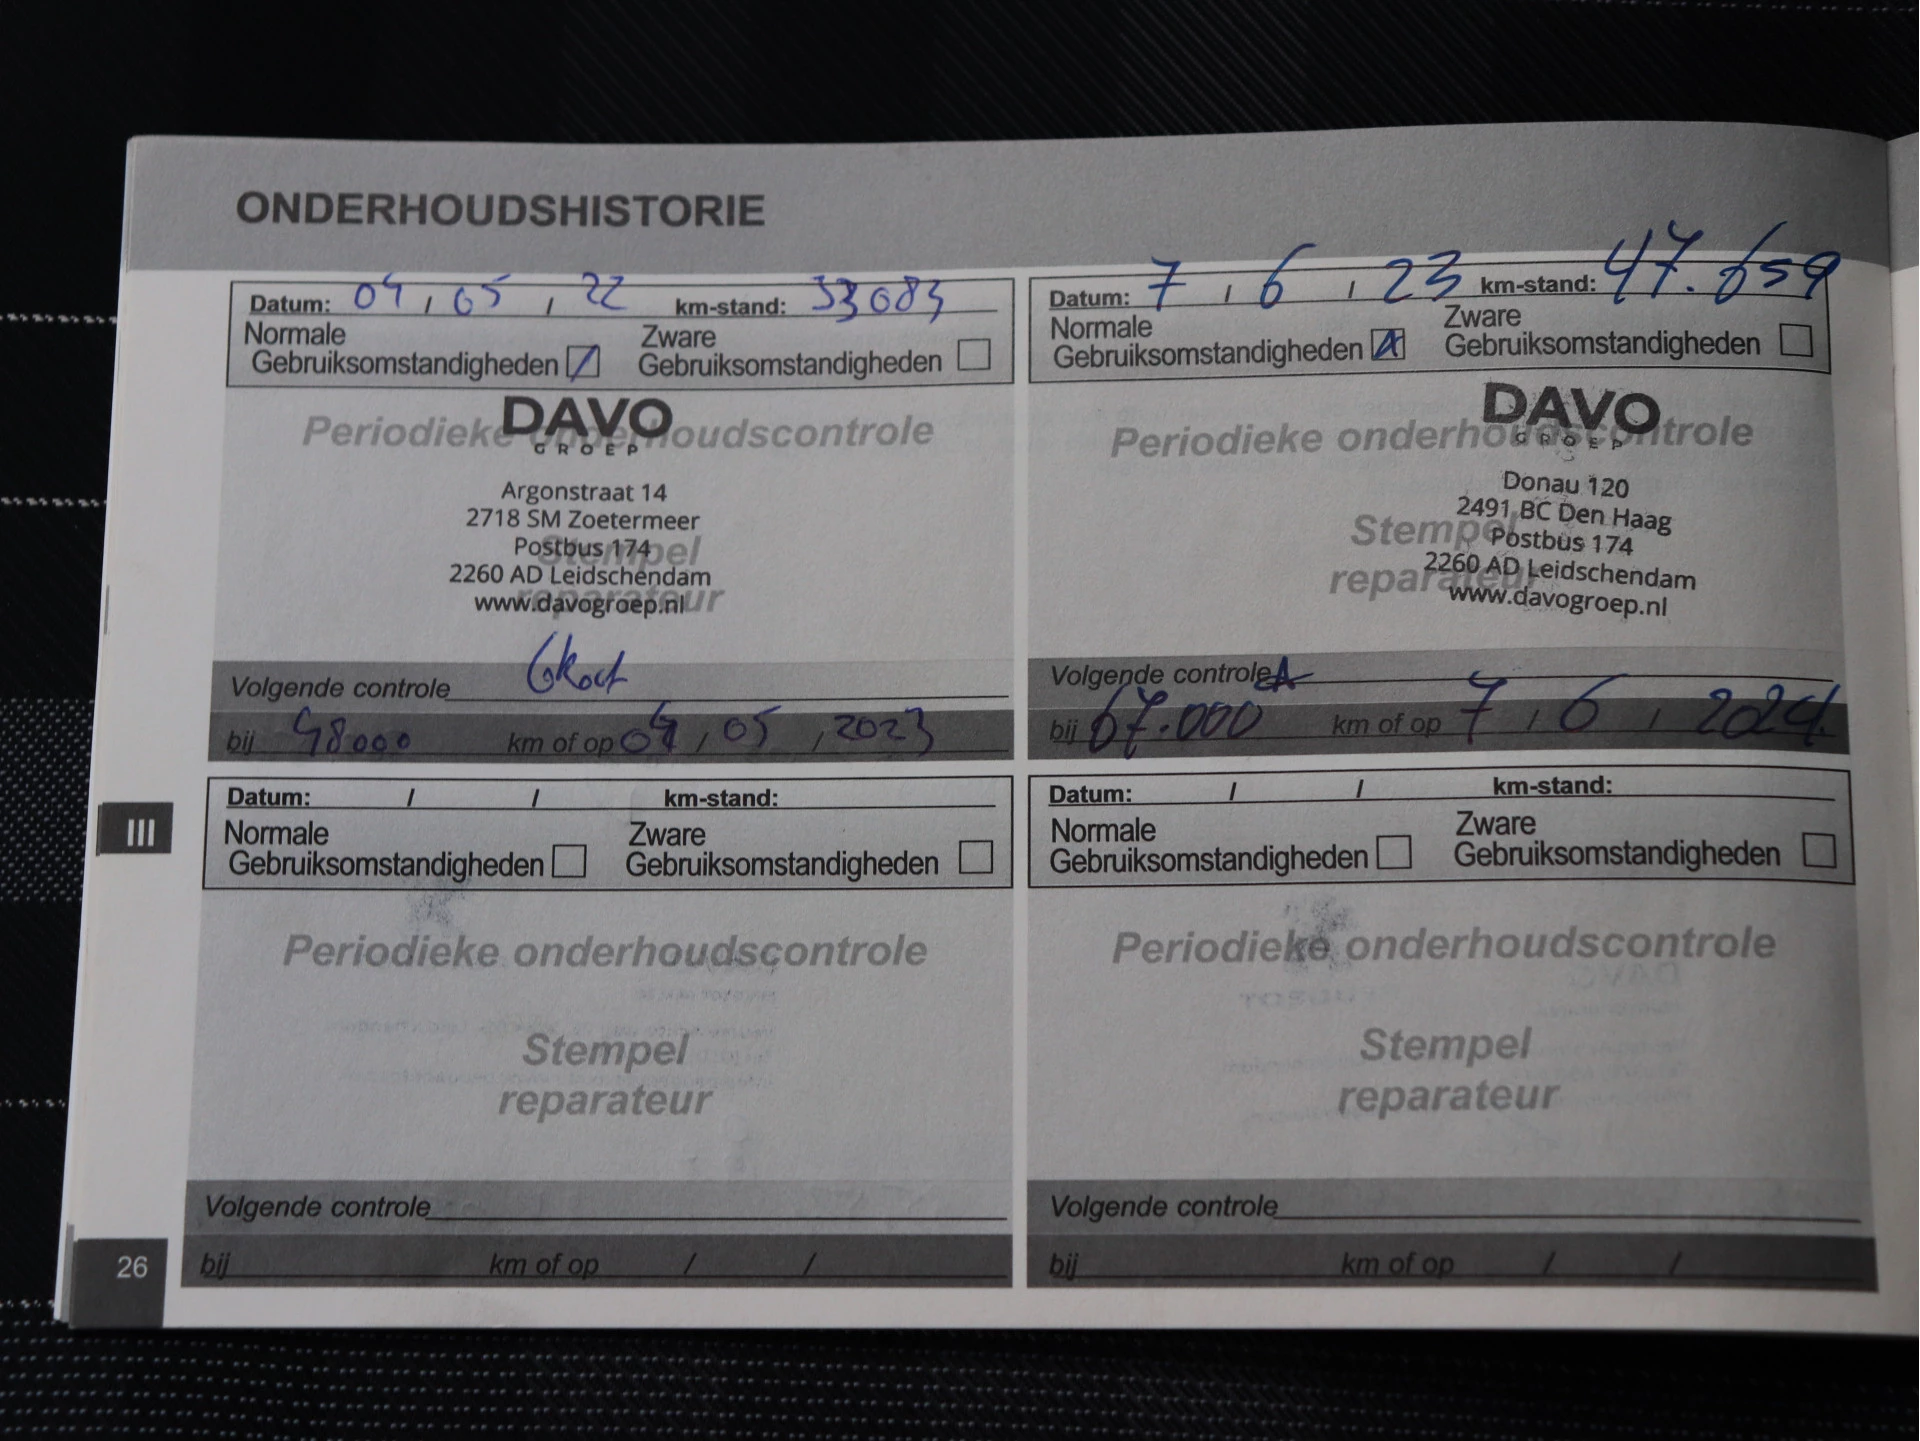 ONDERHOUDSHISTORIE
Datum: 04 / 05 / 22 km-stand: 33083
Normale Zware
Gebruiksomstandigheden Gebruiksomstandigheden
Periodieke onderhoudscontrole
DAVO
GROEP
Argonstraat 14
2718 SM Zoetermeer
Postbus 174
Stempel
2260 AD Leidschendam
www.davogroep.nl
reparateur
Volgende controle
bij 48000 km of op 04 / 05 / 2023
Datum: 7 / 6 / 23 km-stand: 47.659
Normale Zware
Gebruiksomstandigheden Gebruiksomstandigheden
DAVO
GROEP
Periodieke onderhoudscontrole
Donau 120
2491 BC Den Haag
Stempel
Postbus 174
2260 AD Leidschendam
reparateur
www.davogroep.nl
Volgende controle
bij 67.000 km of op 7 / 6 / 2024
Datum: / / km-stand:
Normale Zware
Gebruiksomstandigheden Gebruiksomstandigheden
Periodieke onderhoudscontrole
Stempel
reparateur
Volgende controle
bij km of op / /
Datum: / / km-stand:
Normale Zware
Gebruiksomstandigheden Gebruiksomstandigheden
Periodieke onderhoudscontrole
Stempel
reparateur
Volgende controle
bij km of op / /
III
26